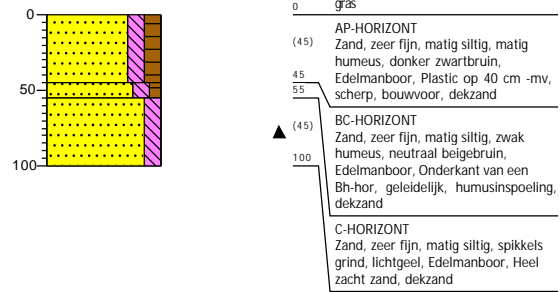 0
50
100
0
gras
(45)
45
55
(45)
100
AP-HORIZONT
Zand, zeer fijn, matig siltig, matig
humeus, donker zwartbruin,
Edelmanboor, Plastic op 40 cm -mv,
scherp, bouwvoor, dekzand
BC-HORIZONT
Zand, zeer fijn, matig siltig, zwak
humeus, neutraal beigebruin,
Edelmanboor, Onderkant van een
Bh-hor, geleidelijk, humusinspoeling,
dekzand
C-HORIZONT
Zand, zeer fijn, matig siltig, spikkels
grind, lichtgeel, Edelmanboor, Heel
zacht zand, dekzand